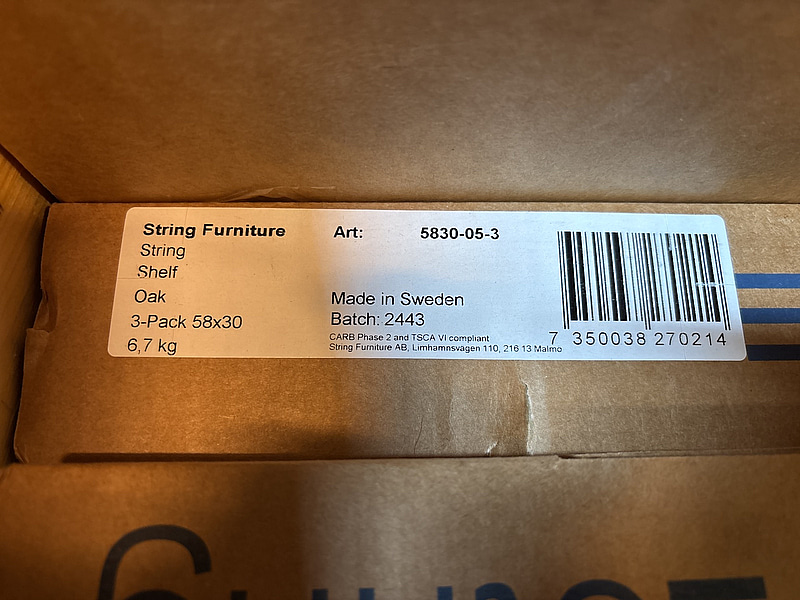 String Furniture
String
Shelf
Oak
3-Pack 58x30
6,7 kg
Art: 5830-05-3
Made in Sweden
Batch: 2443
CARB Phase 2 and TSCA VI compliant
String Furniture AB, Limhamnsvägen 110, 216 13 Malmö
7 350038 270214